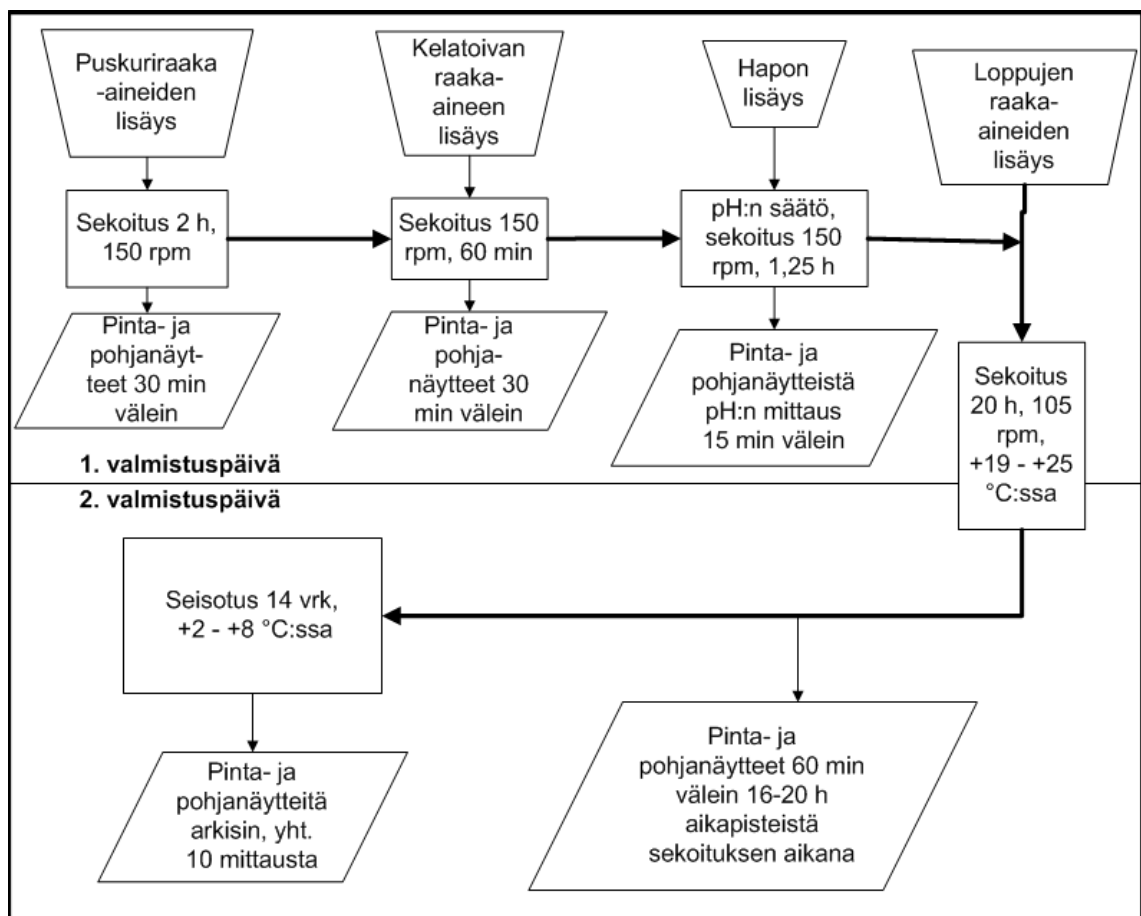 Puskuriraaka
-aineiden
lisäys
Kelatoivan
raaka-
aineen
lisäys
Hapon
lisäys
Loppujen
raaka-
aineiden
lisäys
Sekoitus 2 h,
150 rpm
Sekoitus 150
rpm, 60 min
pH:n säätö,
sekoitus 150
rpm, 1,25 h
Pinta- ja
pohjanäyt-
teet 30 min
välein
Pinta- ja
pohja-
näytteet 30
min välein
Pinta- ja
pohjanäytteistä
pH:n mittaus
15 min välein
Sekoitus
20 h, 105
rpm,
+19 - +25
°C:ssa
1. valmistuspäivä
2. valmistuspäivä
Seisotus 14 vrk,
+2 - +8 °C:ssa
Pinta- ja
pohjanäytteitä
arkisin, yht.
10 mittausta
Pinta- ja
pohjanäytteet 60 min
välein 16-20 h
aikapisteistä
sekoituksen aikana